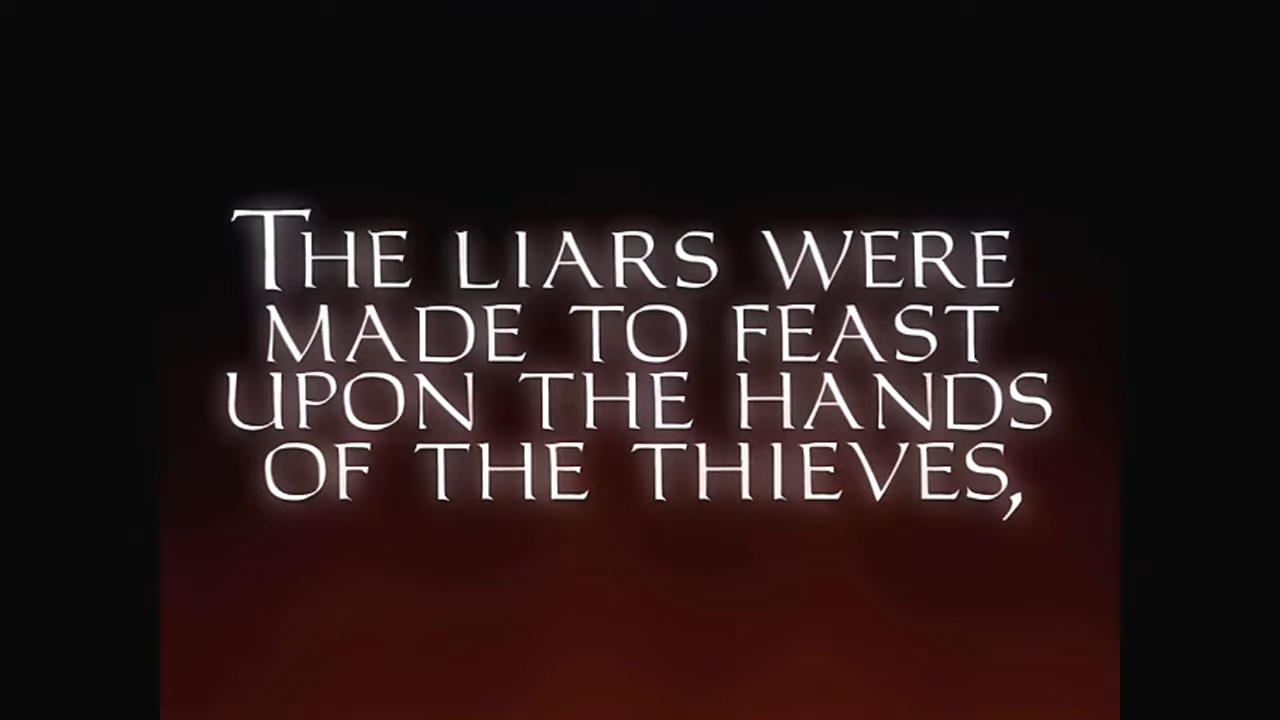 THE LIARS WERE
MADE TO FEAST
UPON THE HANDS
OF THE THIEVES,